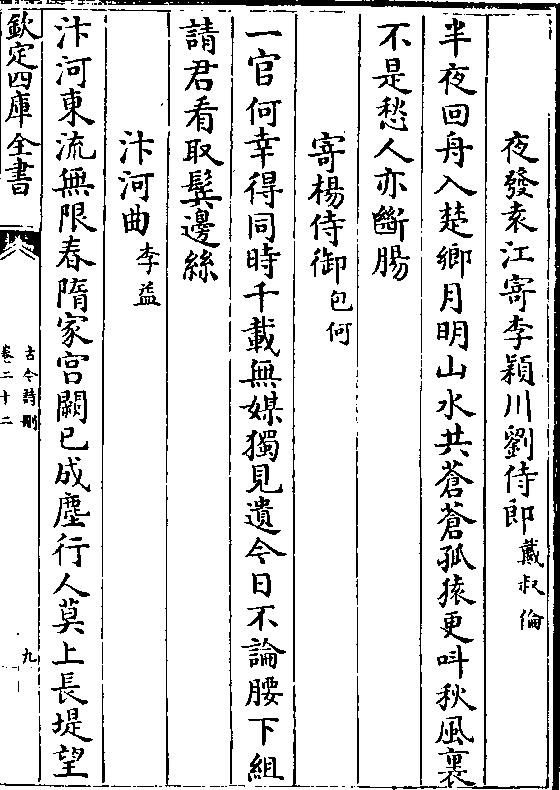 夜發袁江寄李穎川劉侍郎 戴叔倫
半夜回舟入楚鄉月明山水共蒼蒼孤猿更叫秋風裏
不是愁人亦斷腸
寄楊侍御 包何
一官何幸得同時千載無媒獨見遺今日不論腰下組
請君看取鬂邊絲
汴河曲 李益
汴河東流無限春隋家宫闕已成塵行人莫上長堤望
欽定四庫全書
古今詩刪
卷二十二
九